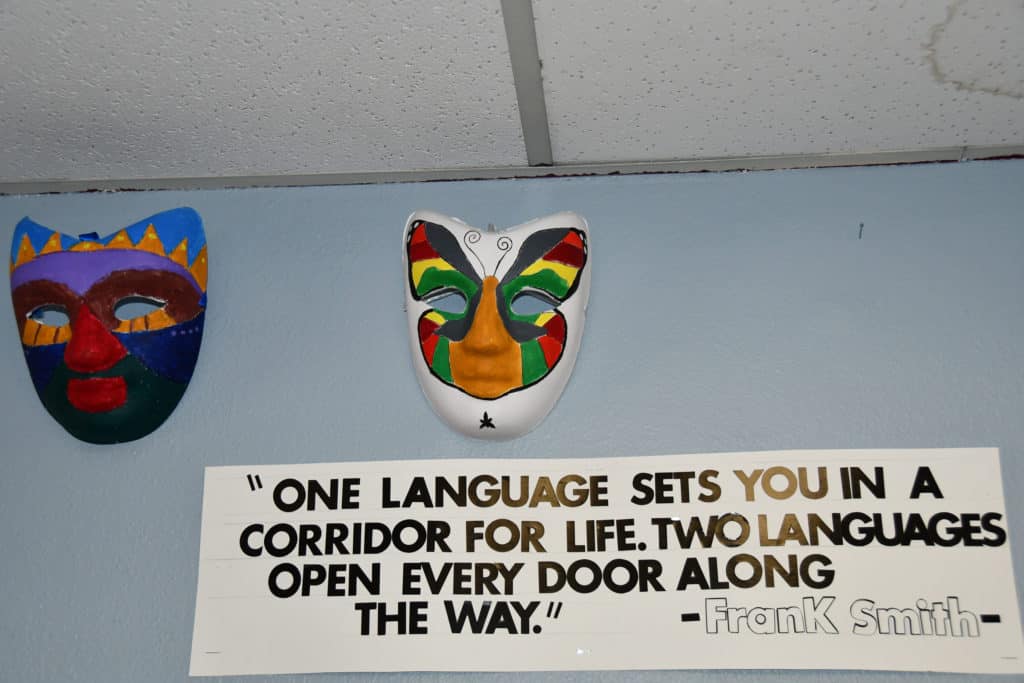 "ONE LANGUAGE SETS YOU IN A
CORRIDOR FOR LIFE. TWO LANGUAGES
OPEN EVERY DOOR ALONG
THE WAY." -FranK Smith-